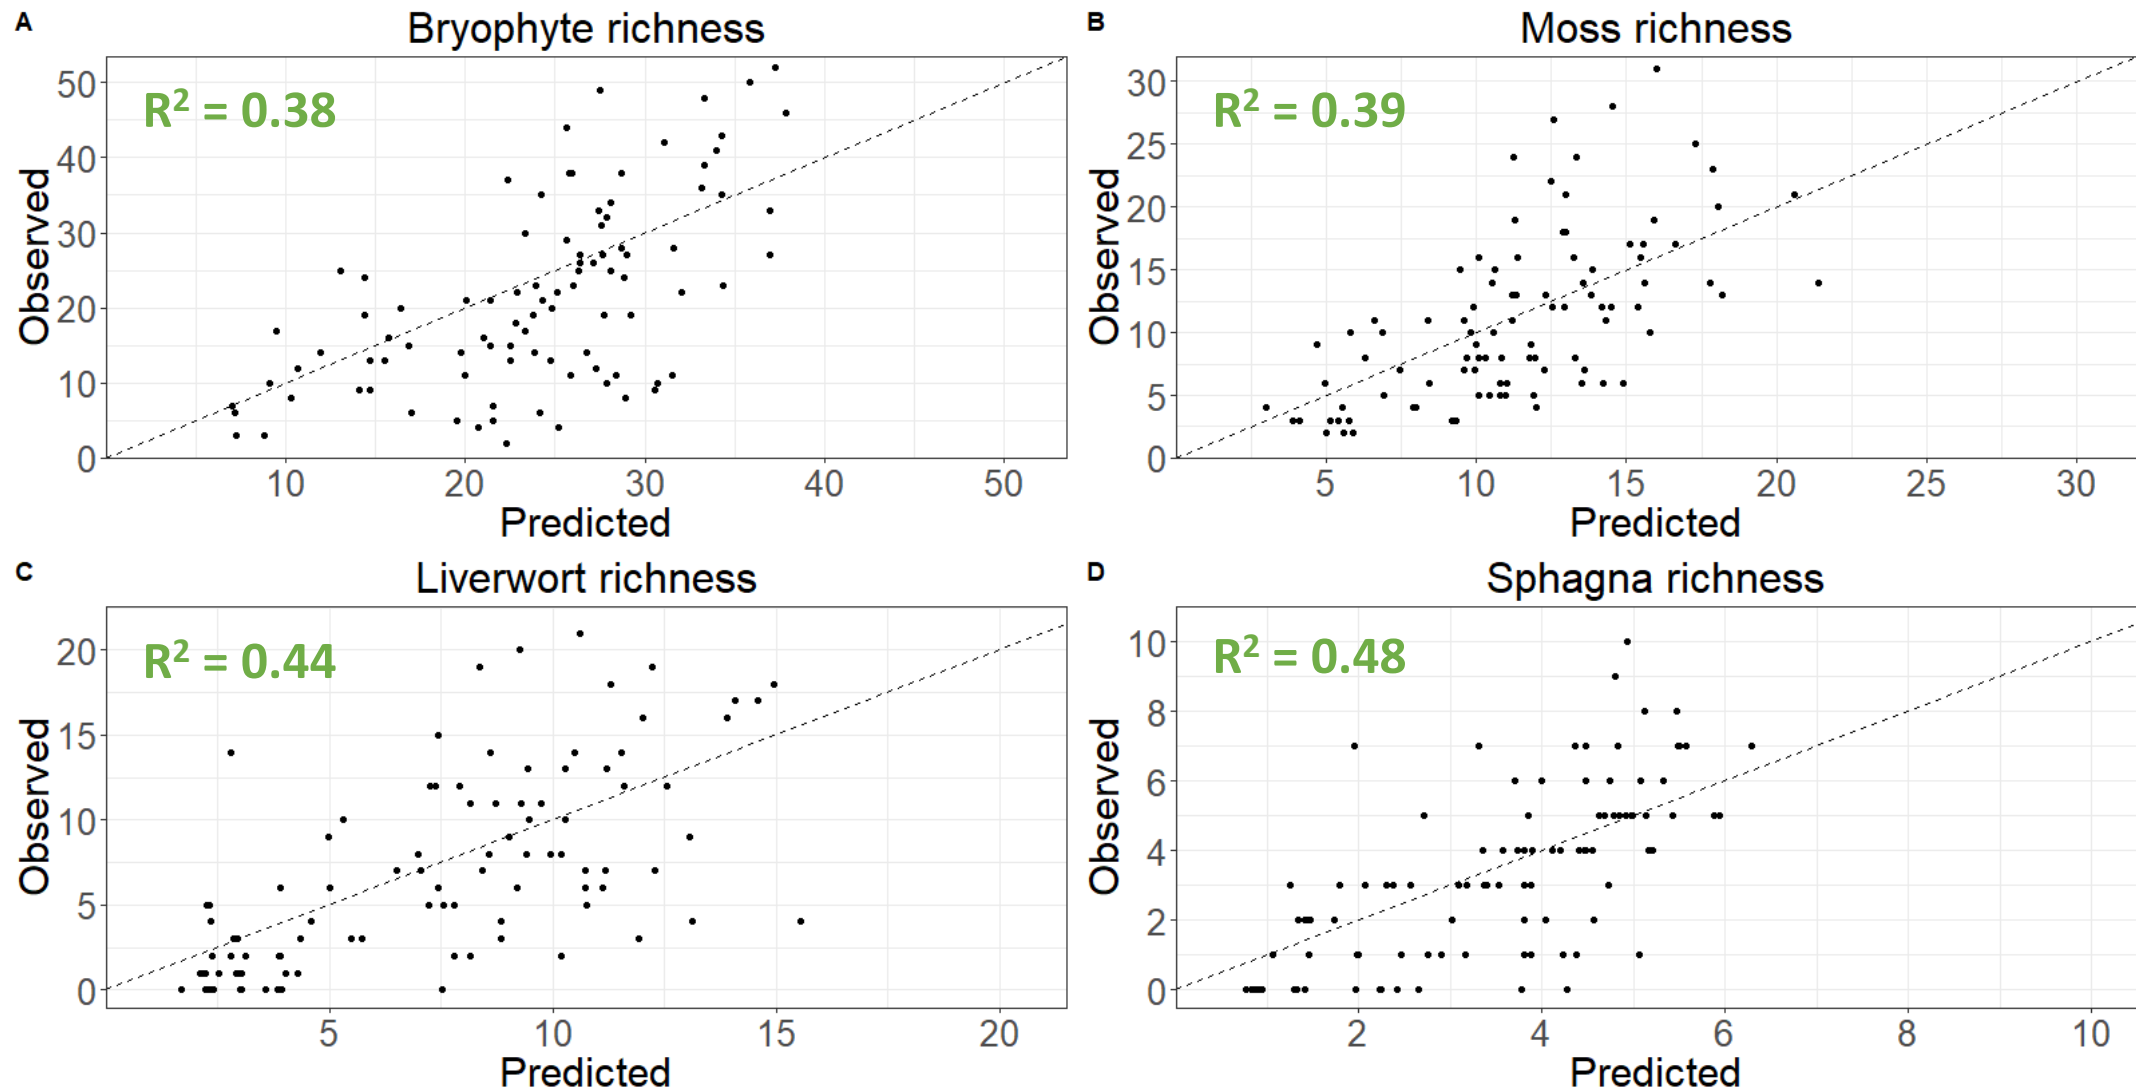 A
Bryophyte richness
R² = 0.38
Observed
50
40
30
20
10
0
10 20 30 40 50
Predicted
B
Moss richness
R² = 0.39
Observed
30
25
20
15
10
5
0
5 10 15 20 25 30
Predicted
C
Liverwort richness
R² = 0.44
Observed
20
15
10
5
0
5 10 15 20
Predicted
D
Sphagna richness
R² = 0.48
Observed
10
8
6
4
2
0
2 4 6 8 10
Predicted